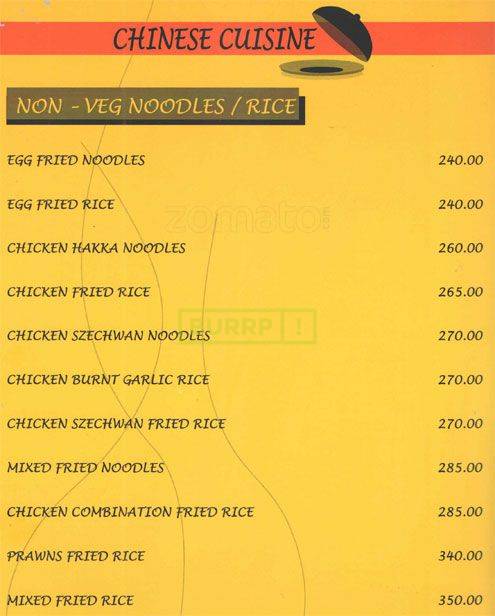 CHINESE CUISINE
NON - VEG NOODLES / RICE
EGG FRIED NOODLES 240.00
EGG FRIED RICE 240.00
zomato.com
CHICKEN HAKKA NOODLES 260.00
CHICKEN FRIED RICE 265.00
BURRP!
CHICKEN SZECHWAN NOODLES 270.00
CHICKEN BURNT GARLIC RICE 270.00
CHICKEN SZECHWAN FRIED RICE 270.00
MIXED FRIED NOODLES 285.00
CHICKEN COMBINATION FRIED RICE 285.00
PRAWNS FRIED RICE 340.00
MIXED FRIED RICE 350.00